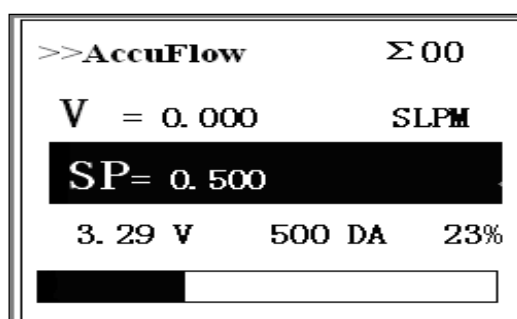 >>AccuFlow Σ00
V = 0.000 SLPM
SP= 0.500
3.29 V 500 DA 23%